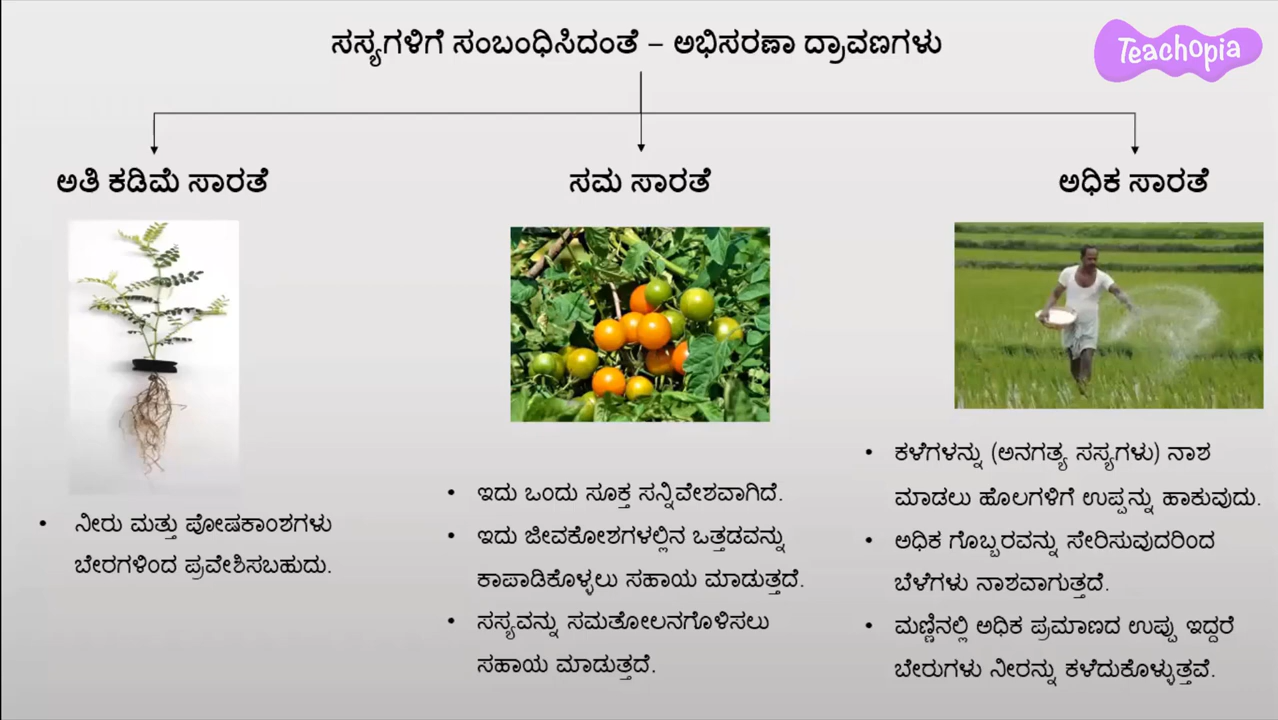 ಸಸ್ಯಗಳಿಗೆ ಸಂಬಂಧಿಸಿದಂತೆ – ಅಭಿಸರಣಾ ದ್ರಾವಣಗಳು
Teachopia
ಅತಿ ಕಡಿಮೆ ಸಾರತೆ
• ನೀರು ಮತ್ತು ಪೋಷಕಾಂಶಗಳು
ಬೇರಗಳಿಂದ ಪ್ರವೇಶಿಸಬಹುದು.
ಸಮ ಸಾರತೆ
• ಇದು ಒಂದು ಸೂಕ್ತ ಸನ್ನಿವೇಶವಾಗಿದೆ.
• ಇದು ಜೀವಕೋಶಗಳಲ್ಲಿನ ಒತ್ತಡವನ್ನು
ಕಾಪಾಡಿಕೊಳ್ಳಲು ಸಹಾಯ ಮಾಡುತ್ತದೆ.
• ಸಸ್ಯವನ್ನು ಸಮತೋಲನಗೊಳಿಸಲು
ಸಹಾಯ ಮಾಡುತ್ತದೆ.
ಅಧಿಕ ಸಾರತೆ
• ಕಳೆಗಳನ್ನು (ಅನಗತ್ಯ ಸಸ್ಯಗಳು) ನಾಶ
ಮಾಡಲು ಹೊಲಗಳಿಗೆ ಉಪ್ಪನ್ನು ಹಾಕುವುದು.
• ಅಧಿಕ ಗೊಬ್ಬರವನ್ನು ಸೇರಿಸುವುದರಿಂದ
ಬೆಳೆಗಳು ನಾಶವಾಗುತ್ತದೆ.
• ಮಣ್ಣಿನಲ್ಲಿ ಅಧಿಕ ಪ್ರಮಾಣದ ಉಪ್ಪು ಇದ್ದರೆ
ಬೇರುಗಳು ನೀರನ್ನು ಕಳೆದುಕೊಳ್ಳುತ್ತವೆ.